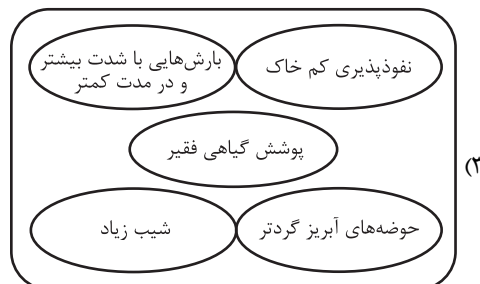 نفوذپذیری کم خاک
بارش‌هایی با شدت بیشتر
و در مدت کمتر
پوشش گیاهی فقیر
حوضه‌های آبریز گردتر
شیب زیاد